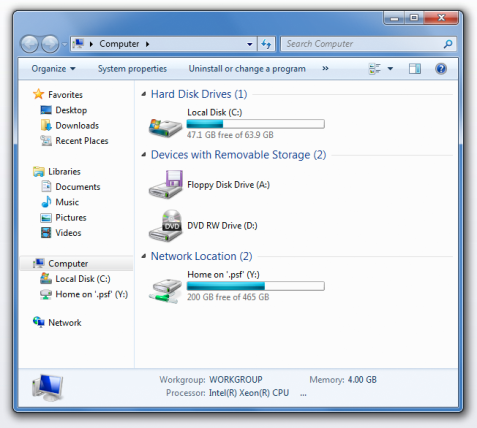 Computer
Search Computer
Organize System properties Uninstall or change a program »
Favorites
Desktop
Downloads
Recent Places
Libraries
Documents
Music
Pictures
Videos
Computer
Local Disk (C:)
Home on '.psf' (Y:)
Network
Hard Disk Drives (1)
Local Disk (C:)
47.1 GB free of 63.9 GB
Devices with Removable Storage (2)
Floppy Disk Drive (A:)
DVD
DVD RW Drive (D:)
Network Location (2)
Home on '.psf' (Y:)
200 GB free of 465 GB
Workgroup: WORKGROUP Memory: 4.00 GB
Processor: Intel(R) Xeon(R) CPU ...